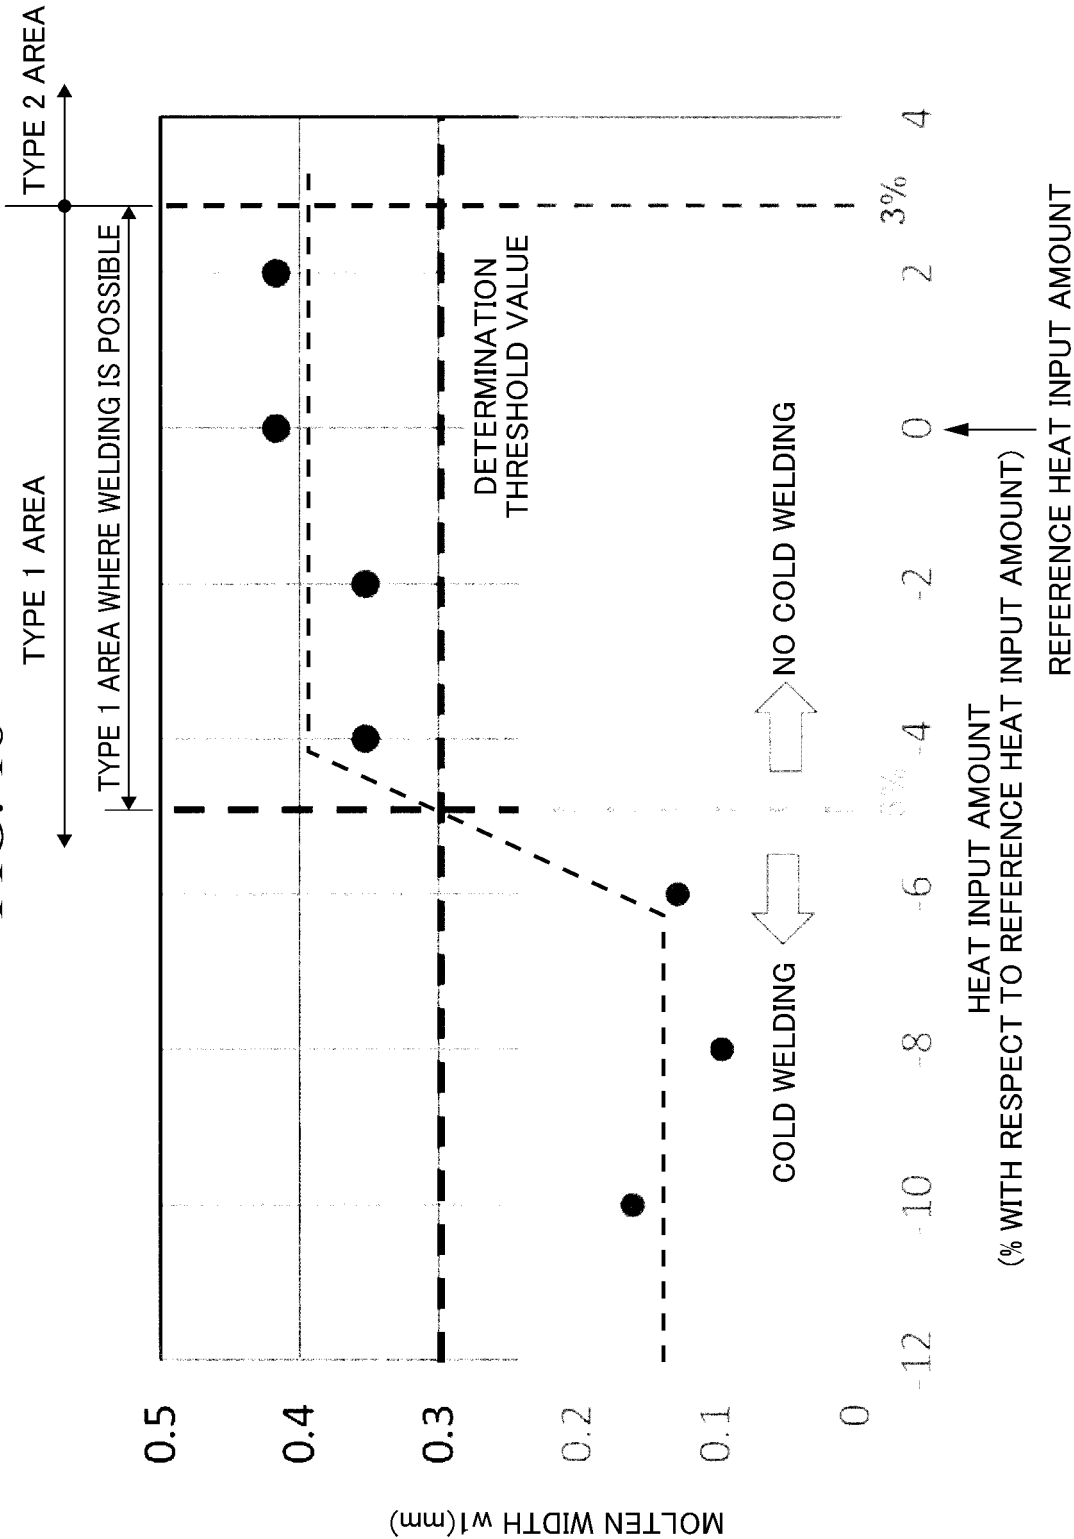 TYPE 1 AREA
TYPE 2 AREA
TYPE 1 AREA WHERE WELDING IS POSSIBLE
0.5
0.4
0.3
0.2
0.1
0
MOLTEN WIDTH w1(mm)
DETERMINATION
THRESHOLD VALUE
COLD WELDING
NO COLD WELDING
-12
-10
-8
-6
-4
-2
0
2
3%
4
HEAT INPUT AMOUNT
(% WITH RESPECT TO REFERENCE HEAT INPUT AMOUNT)
REFERENCE HEAT INPUT AMOUNT